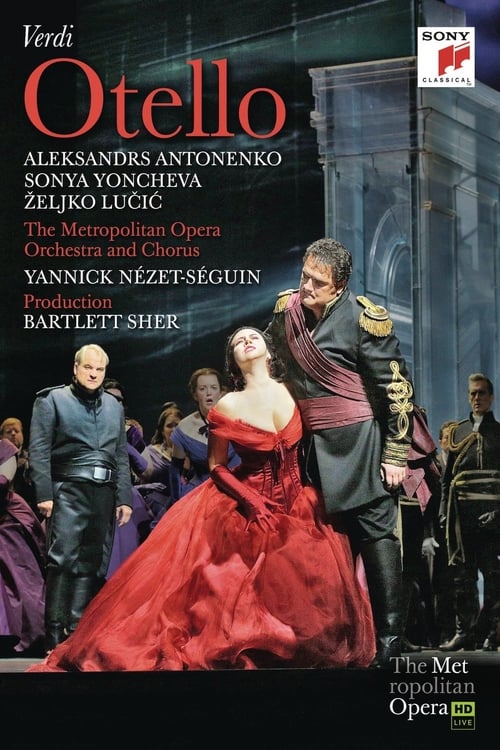 Verdi
Otello
ALEKSANDRS ANTONENKO
SONYA YONCHEVA
ŽELJKO LUČIĆ
The Metropolitan Opera
Orchestra and Chorus
YANNICK NÉZET-SÉGUIN
Production
BARTLETT SHER
SONY
CLASSICAL
The Met
ropolitan
Opera HD
LIVE